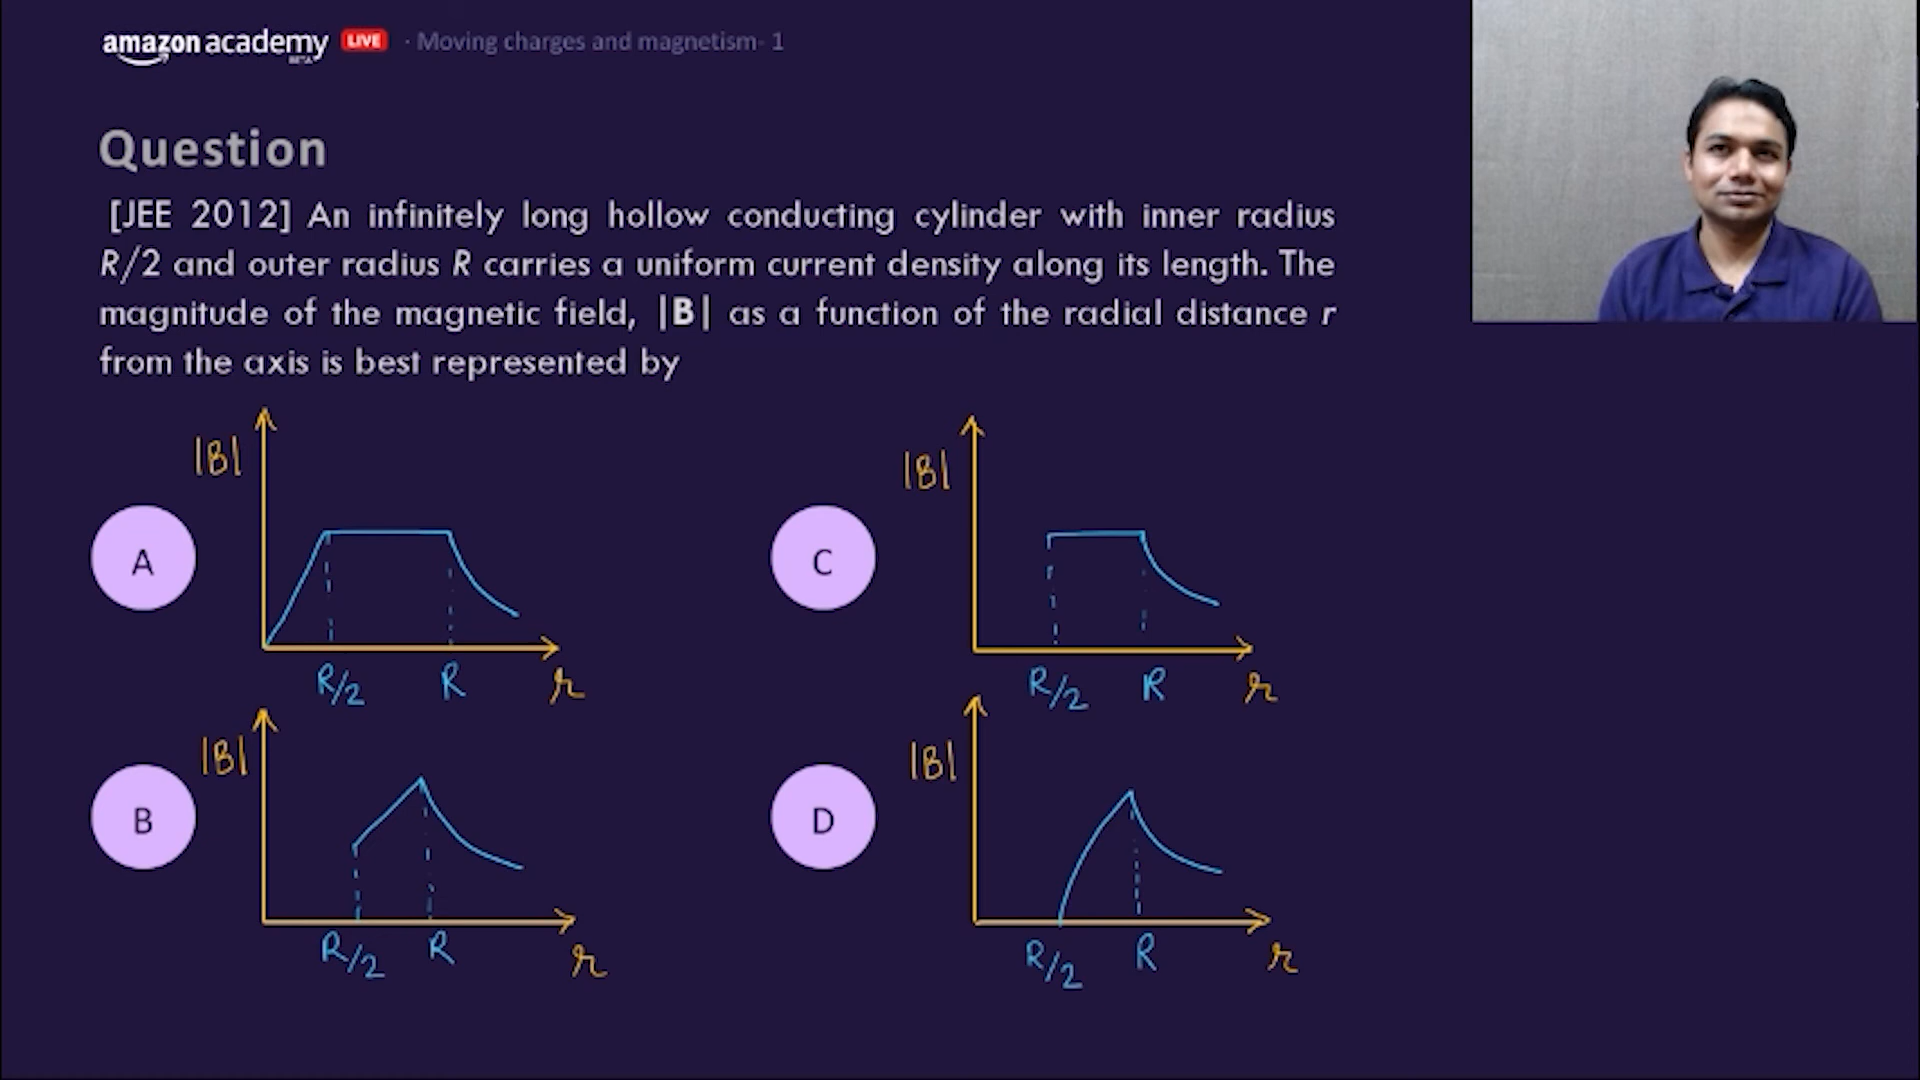 amazon academy LIVE · Moving charges and magnetism- 1
BETA
Question
[JEE 2012] An infinitely long hollow conducting cylinder with inner radius
R/2 and outer radius R carries a uniform current density along its length. The
magnitude of the magnetic field, |B| as a function of the radial distance r
from the axis is best represented by
|B|
A
R/2 R r
|B|
C
R/2 R r
|B|
B
R/2 R r
|B|
D
R/2 R r